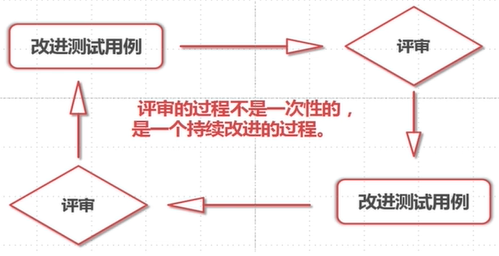 改进测试用例
评审
评审的过程不是一次性的，
是一个持续改进的过程。
评审
改进测试用例